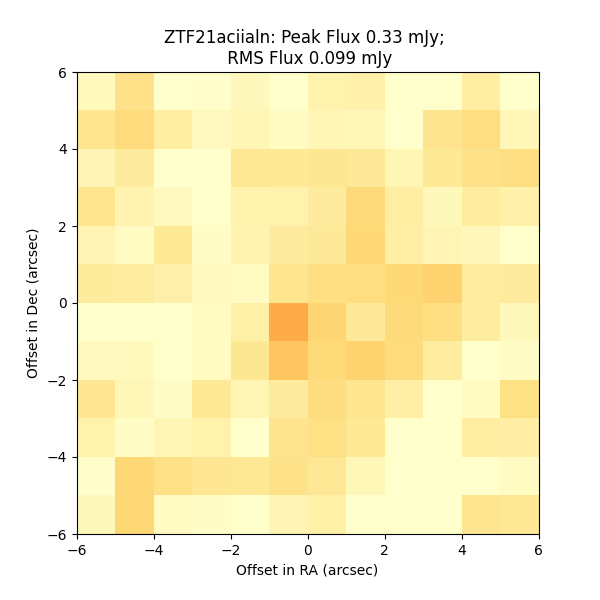 ZTF21aciialn: Peak Flux 0.33 mJy;
RMS Flux 0.099 mJy
6
4
2
0
−2
−4
−6
Offset in Dec (arcsec)
−6 −4 −2 0 2 4 6
Offset in RA (arcsec)